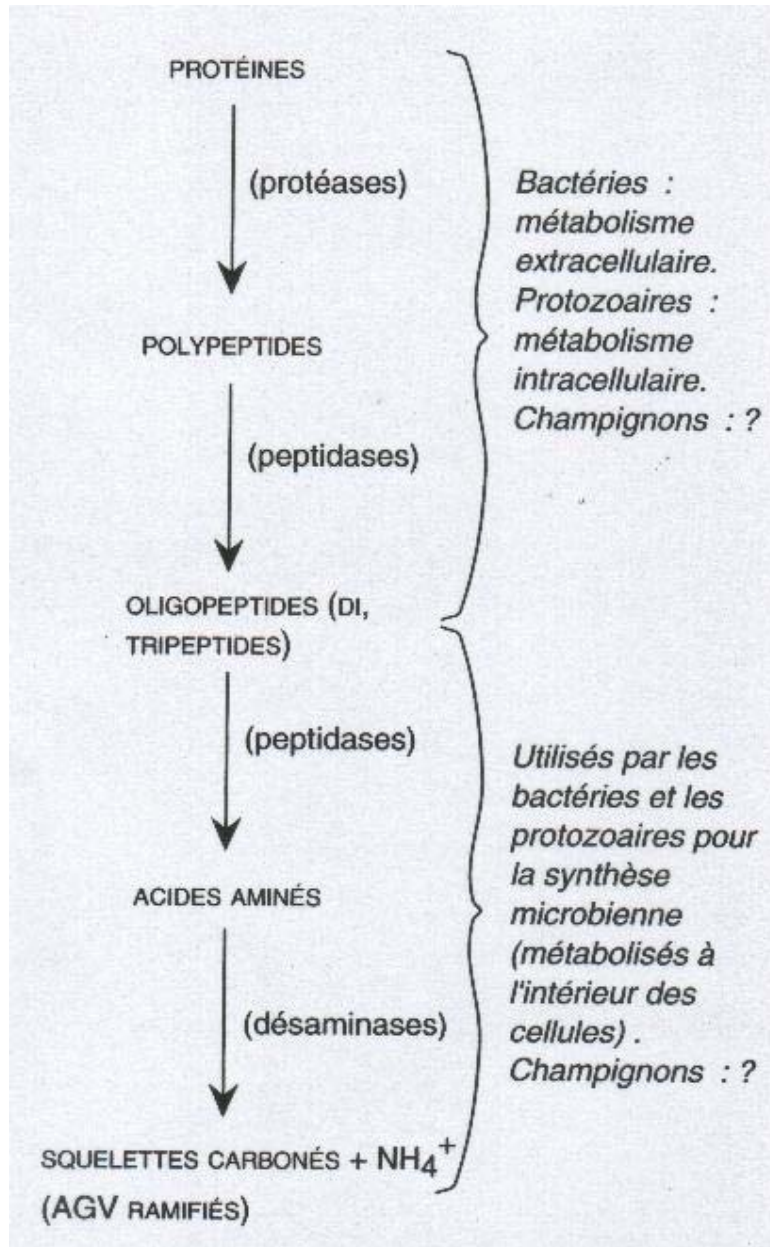 PROTÉINES
(protéases)
POLYPEPTIDES
(peptidases)
OLIGOPEPTIDES (DI,
TRIPEPTIDES)
(peptidases)
ACIDES AMINÉS
(désaminases)
SQUELETTES CARBONÉS + NH₄⁺
(AGV RAMIFIÉS)
Bactéries :
métabolisme
extracellulaire.
Protozoaires :
métabolisme
intracellulaire.
Champignons : ?
Utilisés par les
bactéries et les
protozoaires pour
la synthèse
microbienne
(métabolisés à
l'intérieur des
cellules) .
Champignons : ?